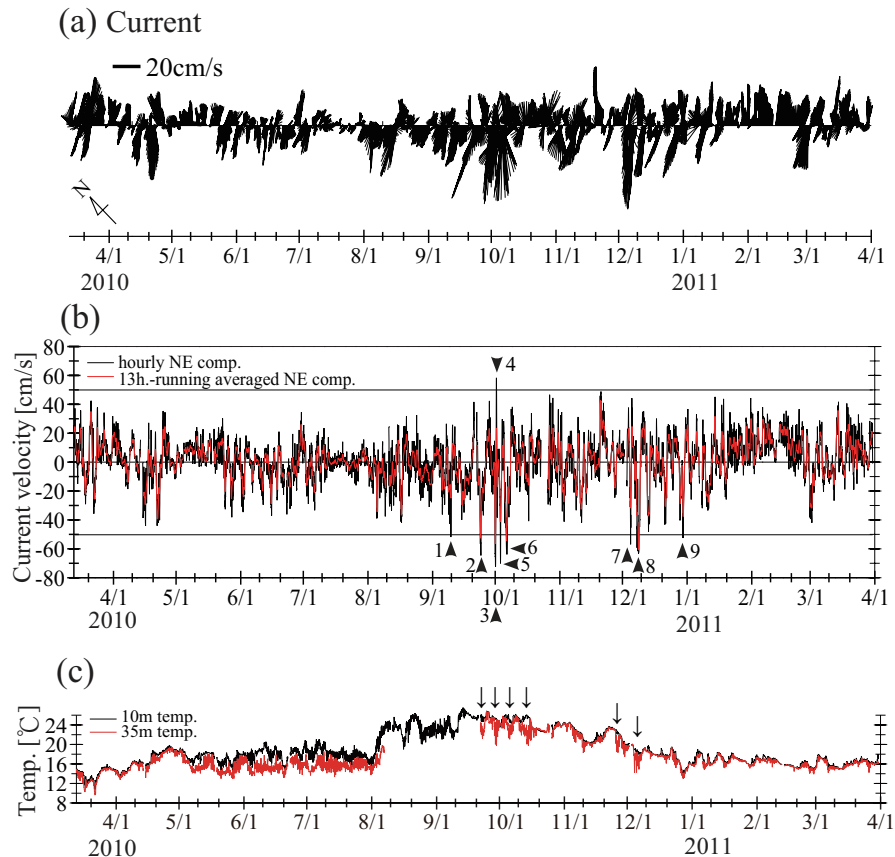 (a) Current
20cm/s
N
4/1 5/1 6/1 7/1 8/1 9/1 10/1 11/1 12/1 1/1 2/1 3/1 4/1
2010 2011
(b)
Current velocity [cm/s]
80
60
40
20
0
-20
-40
-60
-80
hourly NE comp.
13h.-running averaged NE comp.
4
1 2 6 5 7 8 9
4/1 5/1 6/1 7/1 8/1 9/1 10/1 11/1 12/1 1/1 2/1 3/1 4/1
2010 3 2011
(c)
Temp. [℃]
24
20
16
12
8
10m temp.
35m temp.
4/1 5/1 6/1 7/1 8/1 9/1 10/1 11/1 12/1 1/1 2/1 3/1 4/1
2010 2011